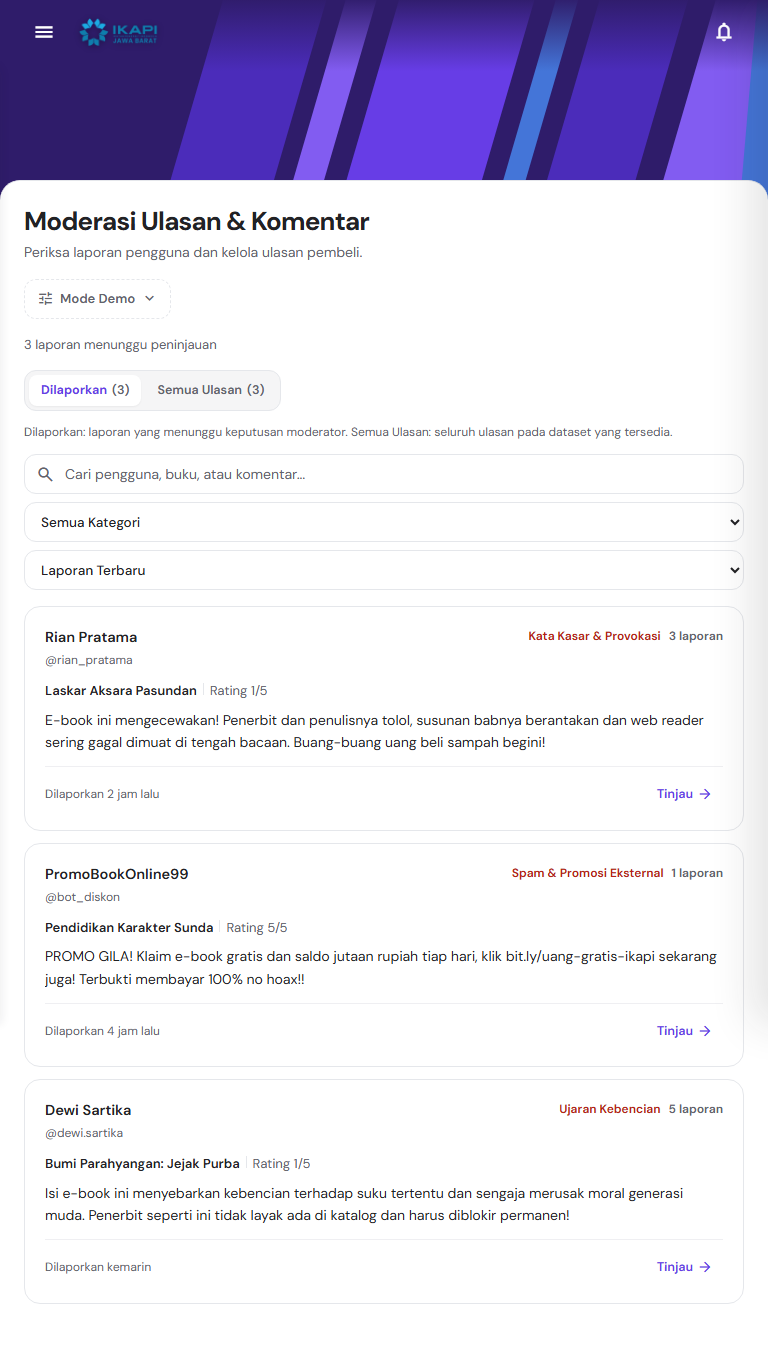 IKAPI
JAWA BARAT
Moderasi Ulasan & Komentar
Periksa laporan pengguna dan kelola ulasan pembeli.
Mode Demo
3 laporan menunggu peninjauan
Dilaporkan (3) Semua Ulasan (3)
Dilaporkan: laporan yang menunggu keputusan moderator. Semua Ulasan: seluruh ulasan pada dataset yang tersedia.
Cari pengguna, buku, atau komentar...
Semua Kategori
Laporan Terbaru
Rian Pratama Kata Kasar & Provokasi 3 laporan
@rian_pratama
Laskar Aksara Pasundan Rating 1/5
E-book ini mengecewakan! Penerbit dan penulisnya tolol, susunan babnya berantakan dan web reader
sering gagal dimuat di tengah bacaan. Buang-buang uang beli sampah begini!
Dilaporkan 2 jam lalu Tinjau →
PromoBookOnline99 Spam & Promosi Eksternal 1 laporan
@bot_diskon
Pendidikan Karakter Sunda Rating 5/5
PROMO GILA! Klaim e-book gratis dan saldo jutaan rupiah tiap hari, klik bit.ly/uang-gratis-ikapi sekarang
juga! Terbukti membayar 100% no hoax!!
Dilaporkan 4 jam lalu Tinjau →
Dewi Sartika Ujaran Kebencian 5 laporan
@dewi.sartika
Bumi Parahyangan: Jejak Purba Rating 1/5
Isi e-book ini menyebarkan kebencian terhadap suku tertentu dan sengaja merusak moral generasi
muda. Penerbit seperti ini tidak layak ada di katalog dan harus diblokir permanen!
Dilaporkan kemarin Tinjau →